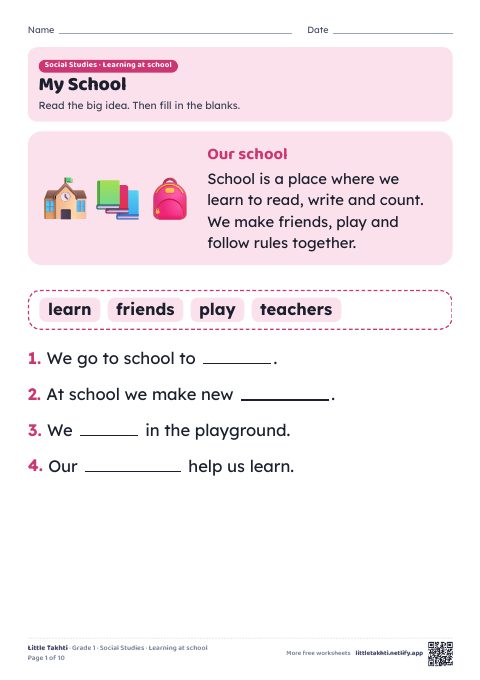 Name Date
Social Studies · Learning at school
My School
Read the big idea. Then fill in the blanks.
Our school
School is a place where we
learn to read, write and count.
We make friends, play and
follow rules together.
learn friends play teachers
1. We go to school to ________.
2. At school we make new __________.
3. We _______ in the playground.
4. Our ___________ help us learn.
Little Takhti · Grade 1 · Social Studies · Learning at school
Page 1 of 10
More free worksheets · littletakhti.netlify.app